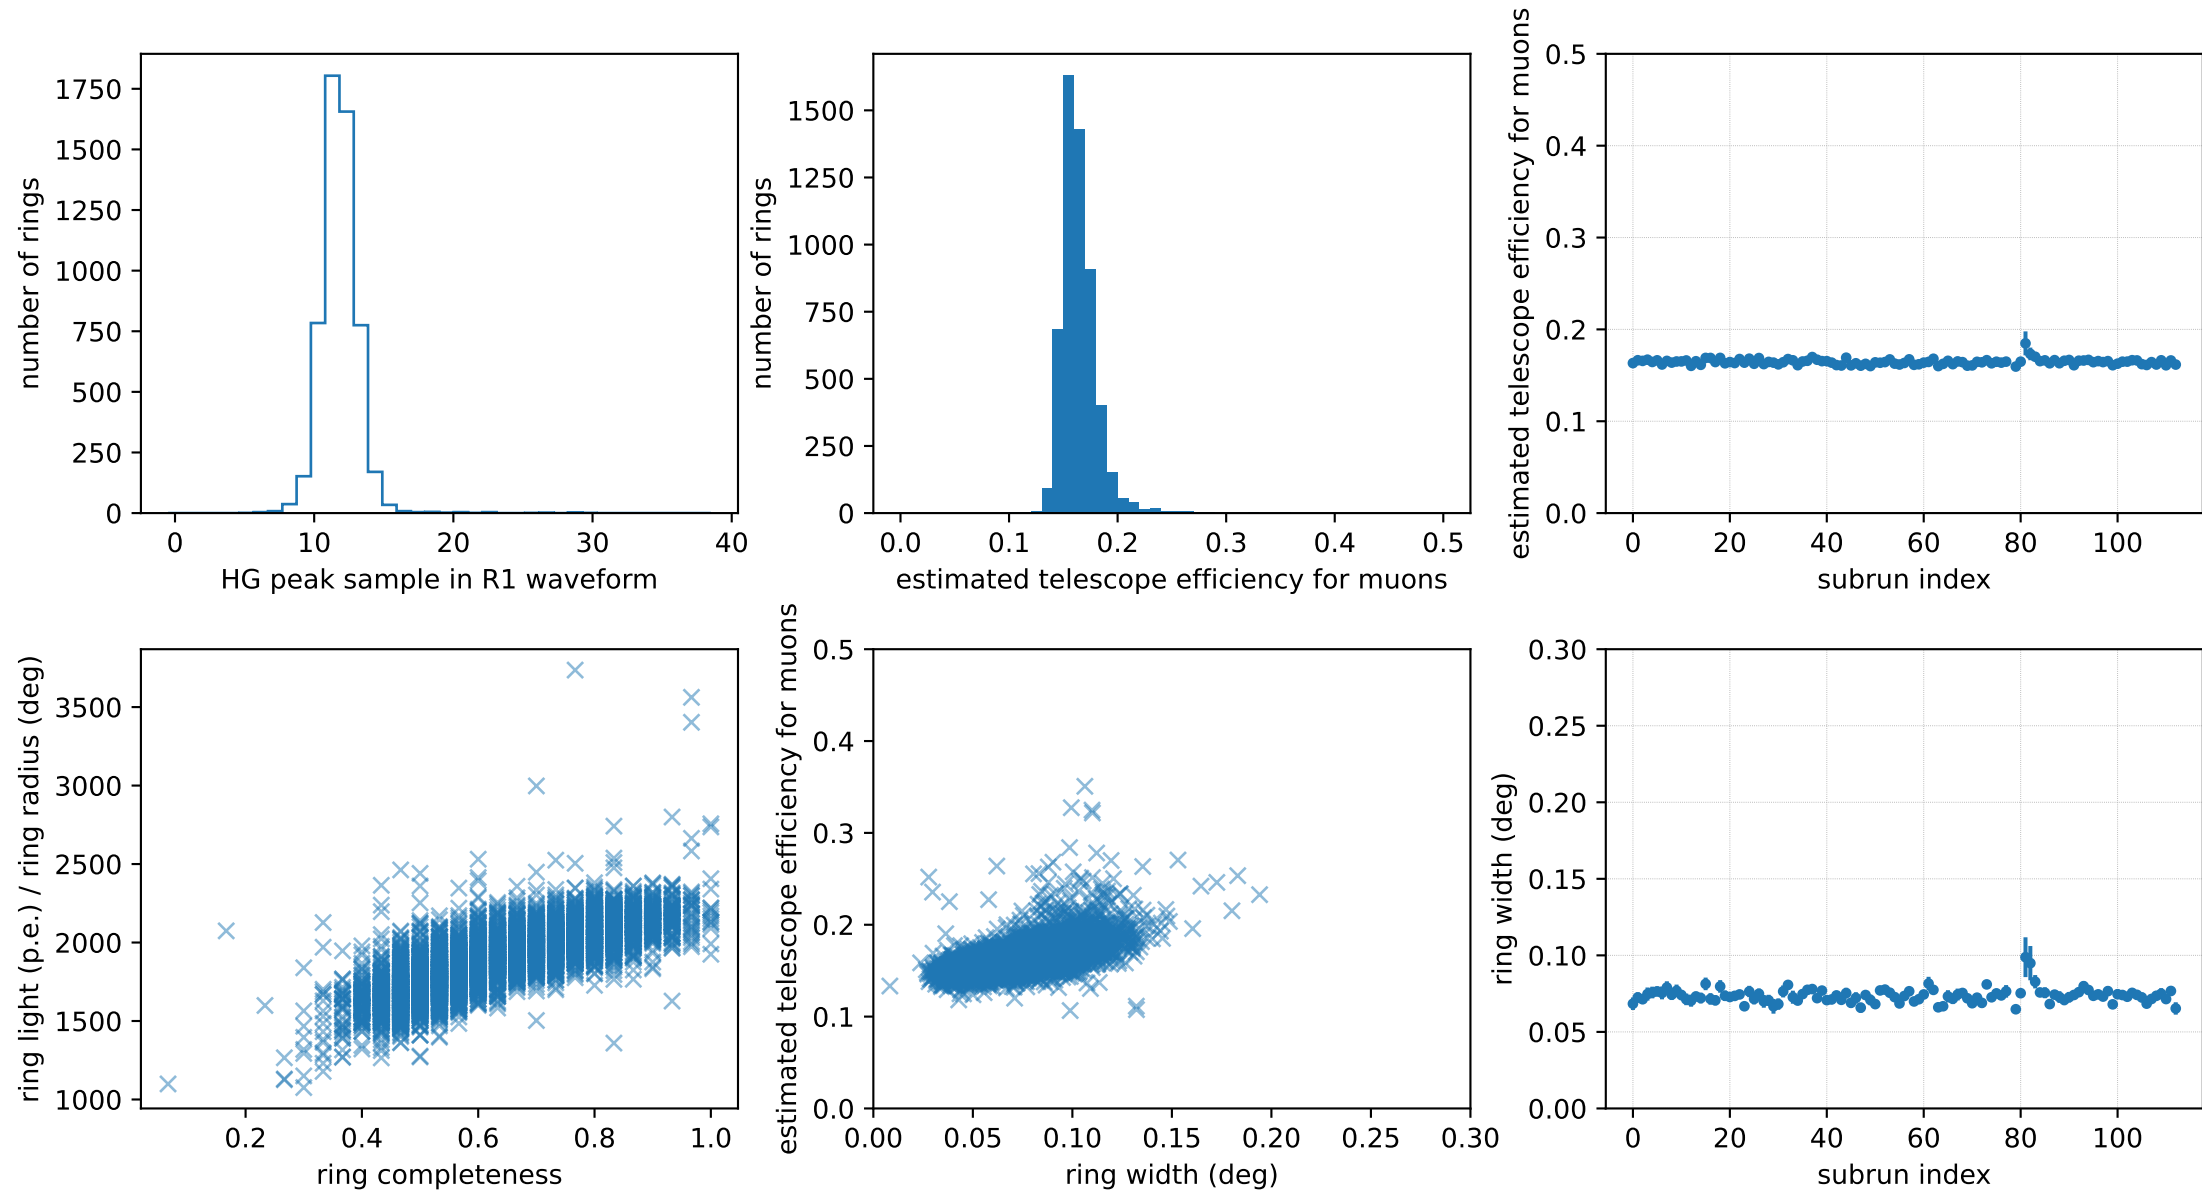 number of rings
1750
1500
1250
1000
750
500
250
0
0 10 20 30 40
HG peak sample in R1 waveform
number of rings
1500
1250
1000
750
500
250
0
0.0 0.1 0.2 0.3 0.4 0.5
estimated telescope efficiency for muons
estimated telescope efficiency for muons
0.5
0.4
0.3
0.2
0.1
0.0
0 20 40 60 80 100
subrun index
ring light (p.e.) / ring radius (deg)
3500
3000
2500
2000
1500
1000
0.2 0.4 0.6 0.8 1.0
ring completeness
estimated telescope efficiency for muons
0.5
0.4
0.3
0.2
0.1
0.0
0.00 0.05 0.10 0.15 0.20 0.25 0.30
ring width (deg)
ring width (deg)
0.30
0.25
0.20
0.15
0.10
0.05
0.00
0 20 40 60 80 100
subrun index